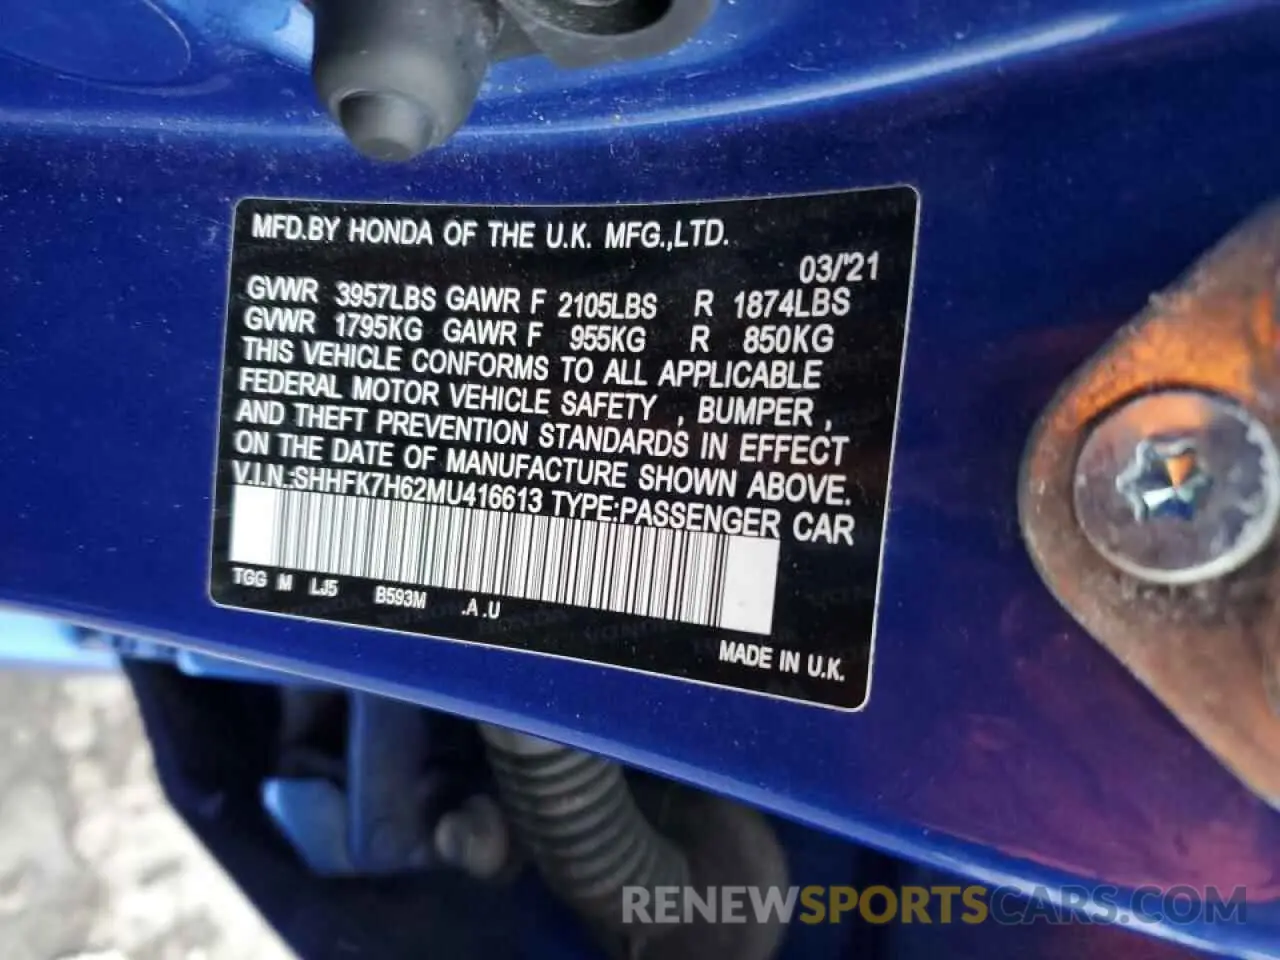 MFD.BY HONDA OF THE U.K. MFG.,LTD.
03/'21
GVWR 3957LBS GAWR F 2105LBS R 1874LBS
GVWR 1795KG GAWR F 955KG R 850KG
THIS VEHICLE CONFORMS TO ALL APPLICABLE
FEDERAL MOTOR VEHICLE SAFETY , BUMPER ,
AND THEFT PREVENTION STANDARDS IN EFFECT
ON THE DATE OF MANUFACTURE SHOWN ABOVE.
V.I.N.:SHHFK7H62MU416613 TYPE:PASSENGER CAR
TGG M LJ5 B593M .A .U
MADE IN U.K.
RENEWSPORTSCARS.COM